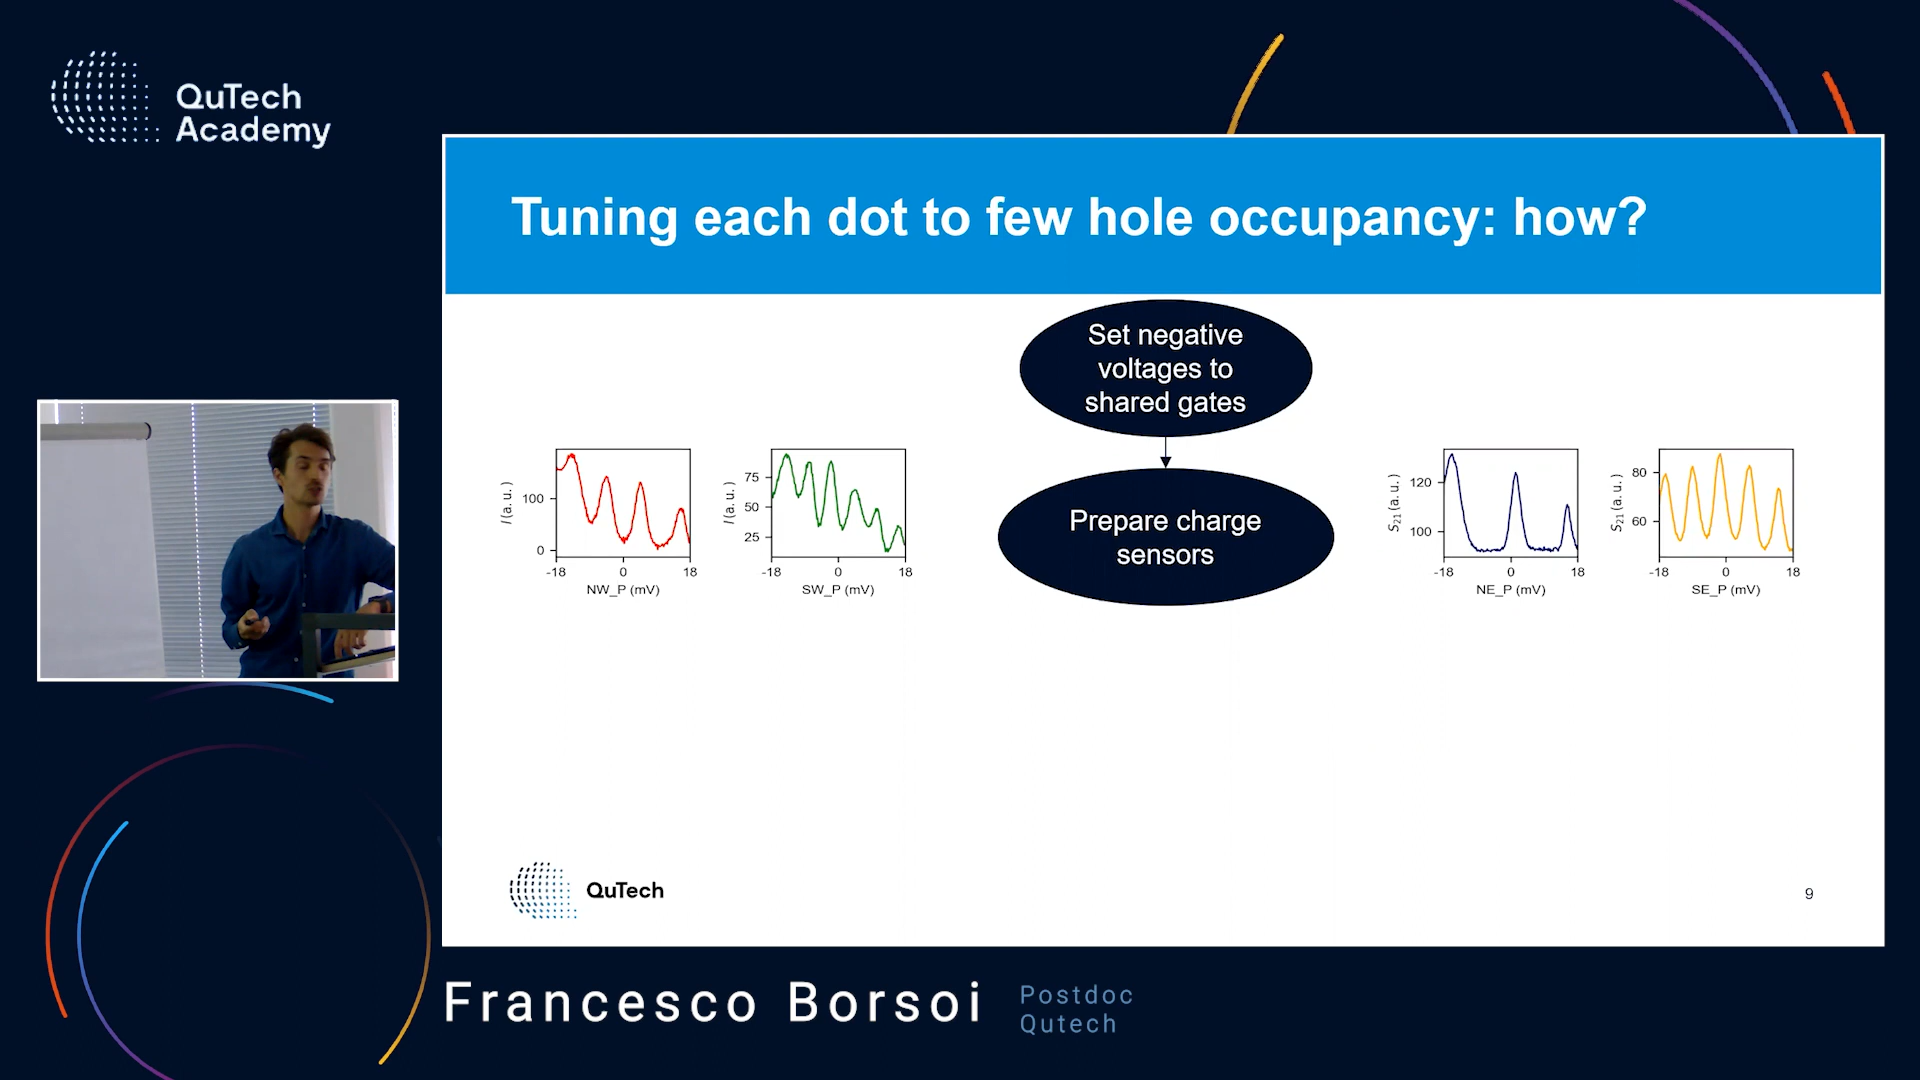 QuTech
Academy
Tuning each dot to few hole occupancy: how?
Set negative
voltages to
shared gates
Prepare charge
sensors
I (a. u. )
100
0
-18
0
18
NW_P (mV)
I (a. u. )
75
50
25
-18
0
18
SW_P (mV)
S21 (a. u. )
120
100
-18
0
18
NE_P (mV)
S21 (a. u. )
80
60
-18
0
18
SE_P (mV)
QuTech
9
Francesco Borsoi
Postdoc
Qutech